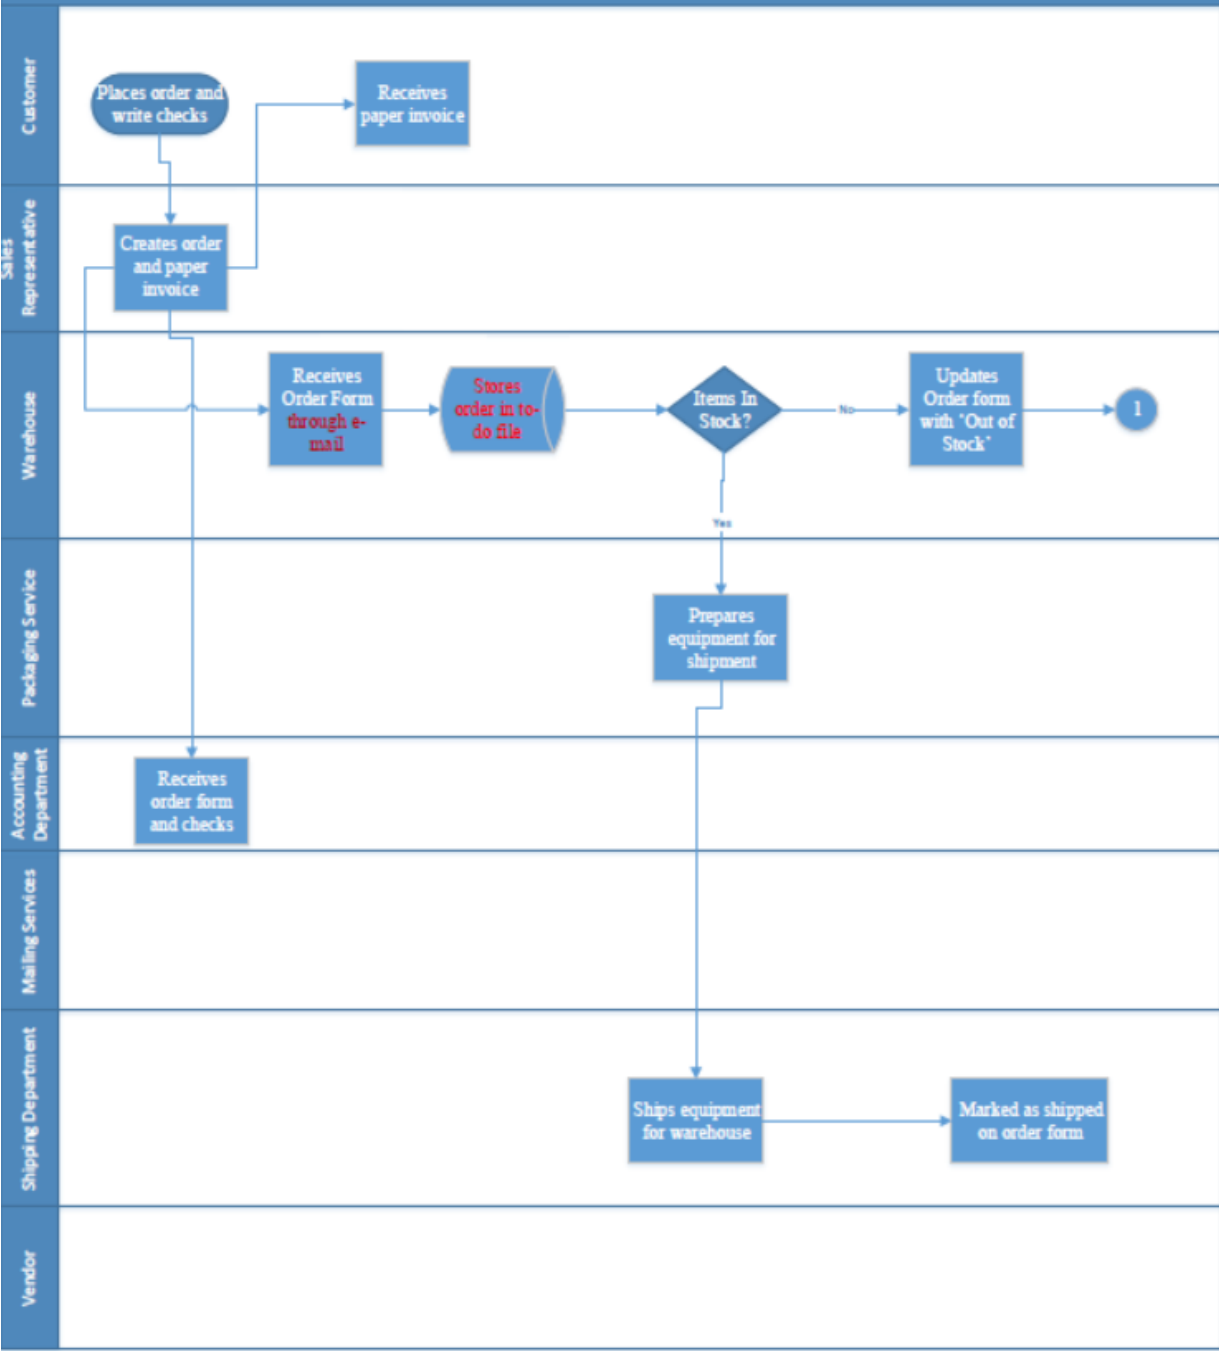 Customer
Places order and
write checks
Receives
paper invoice
Sales
Representative
Creates order
and paper
invoice
Warehouse
Receives
Order Form
through e-
mail
Stores
order in to-
do file
Items In
Stock?
No
Updates
Order form
with "Out of
Stock"
1
Yes
Packaging Service
Prepares
equipment for
shipment
Accounting
Department
Receives
order form
and checks
Mailing Services
Shipping Department
Ships equipment
for warehouse
Marked as shipped
on order form
Vendor